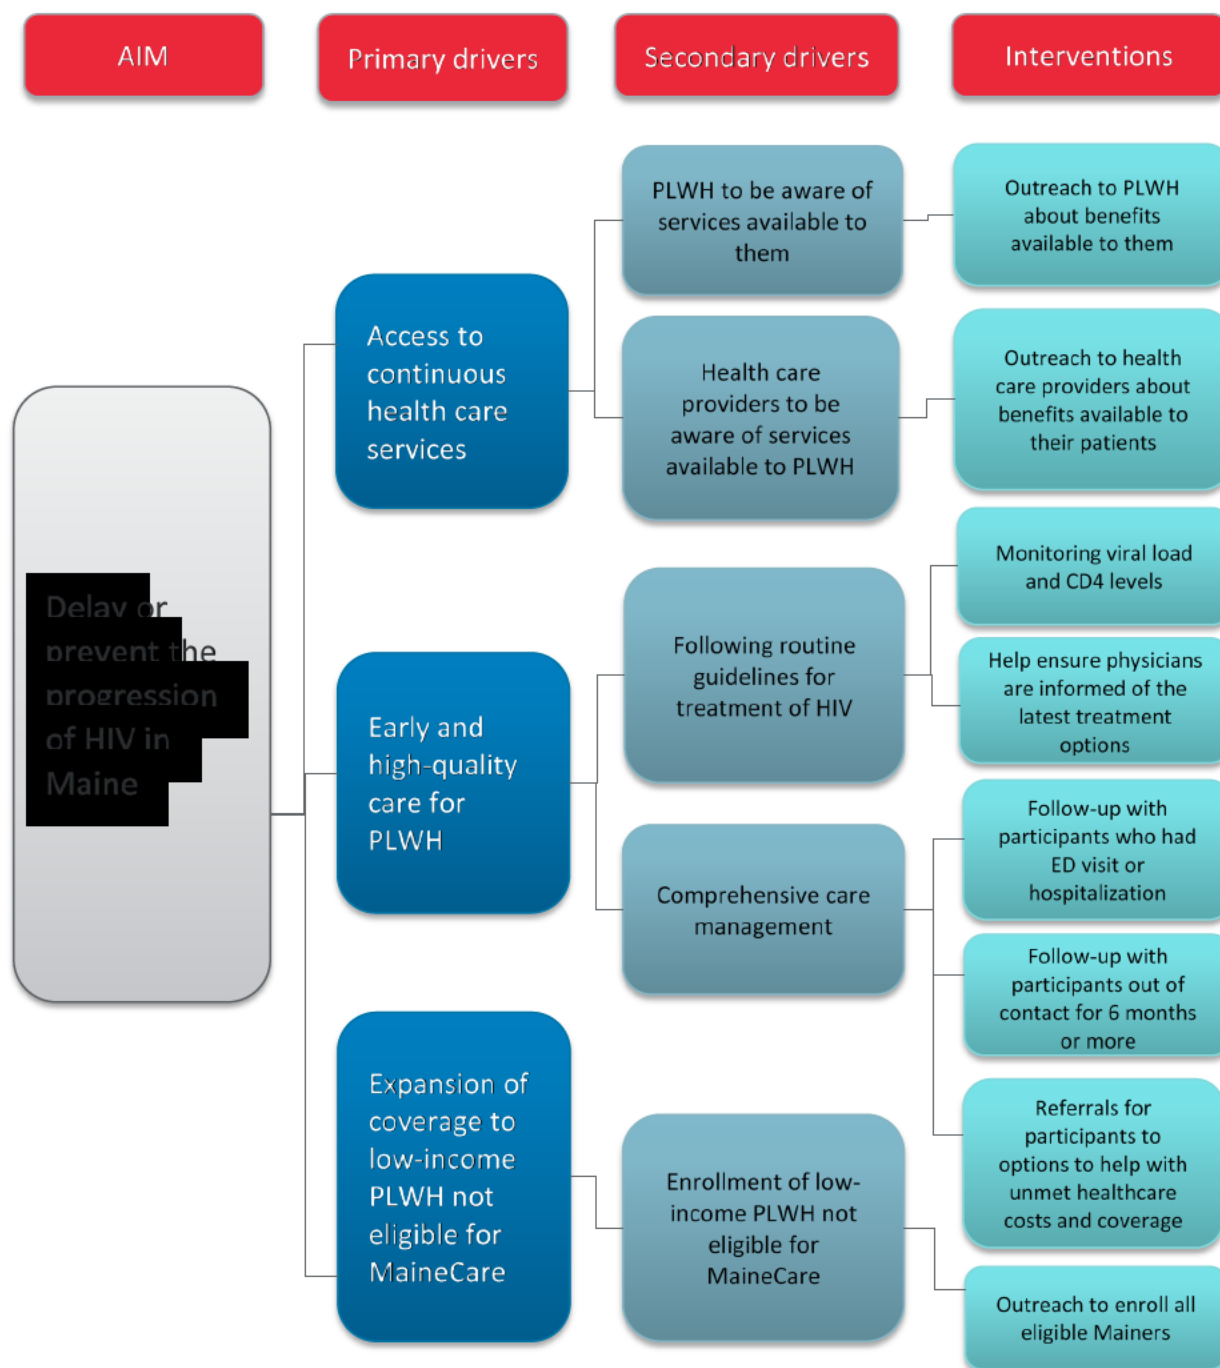 AIM
Primary drivers
Secondary drivers
Interventions
Delay or
prevent the
progression
of HIV in
Maine
Access to
continuous
health care
services
Early and
high-quality
care for
PLWH
Expansion of
coverage to
low-income
PLWH not
eligible for
MaineCare
PLWH to be aware of
services available to
them
Health care
providers to be
aware of services
available to PLWH
Following routine
guidelines for
treatment of HIV
Comprehensive care
management
Enrollment of low-
income PLWH not
eligible for
MaineCare
Outreach to PLWH
about benefits
available to them
Outreach to health
care providers about
benefits available to
their patients
Monitoring viral load
and CD4 levels
Help ensure physicians
are informed of the
latest treatment
options
Follow-up with
participants who had
ED visit or
hospitalization
Follow-up with
participants out of
contact for 6 months
or more
Referrals for
participants to
options to help with
unmet healthcare
costs and coverage
Outreach to enroll all
eligible Mainers